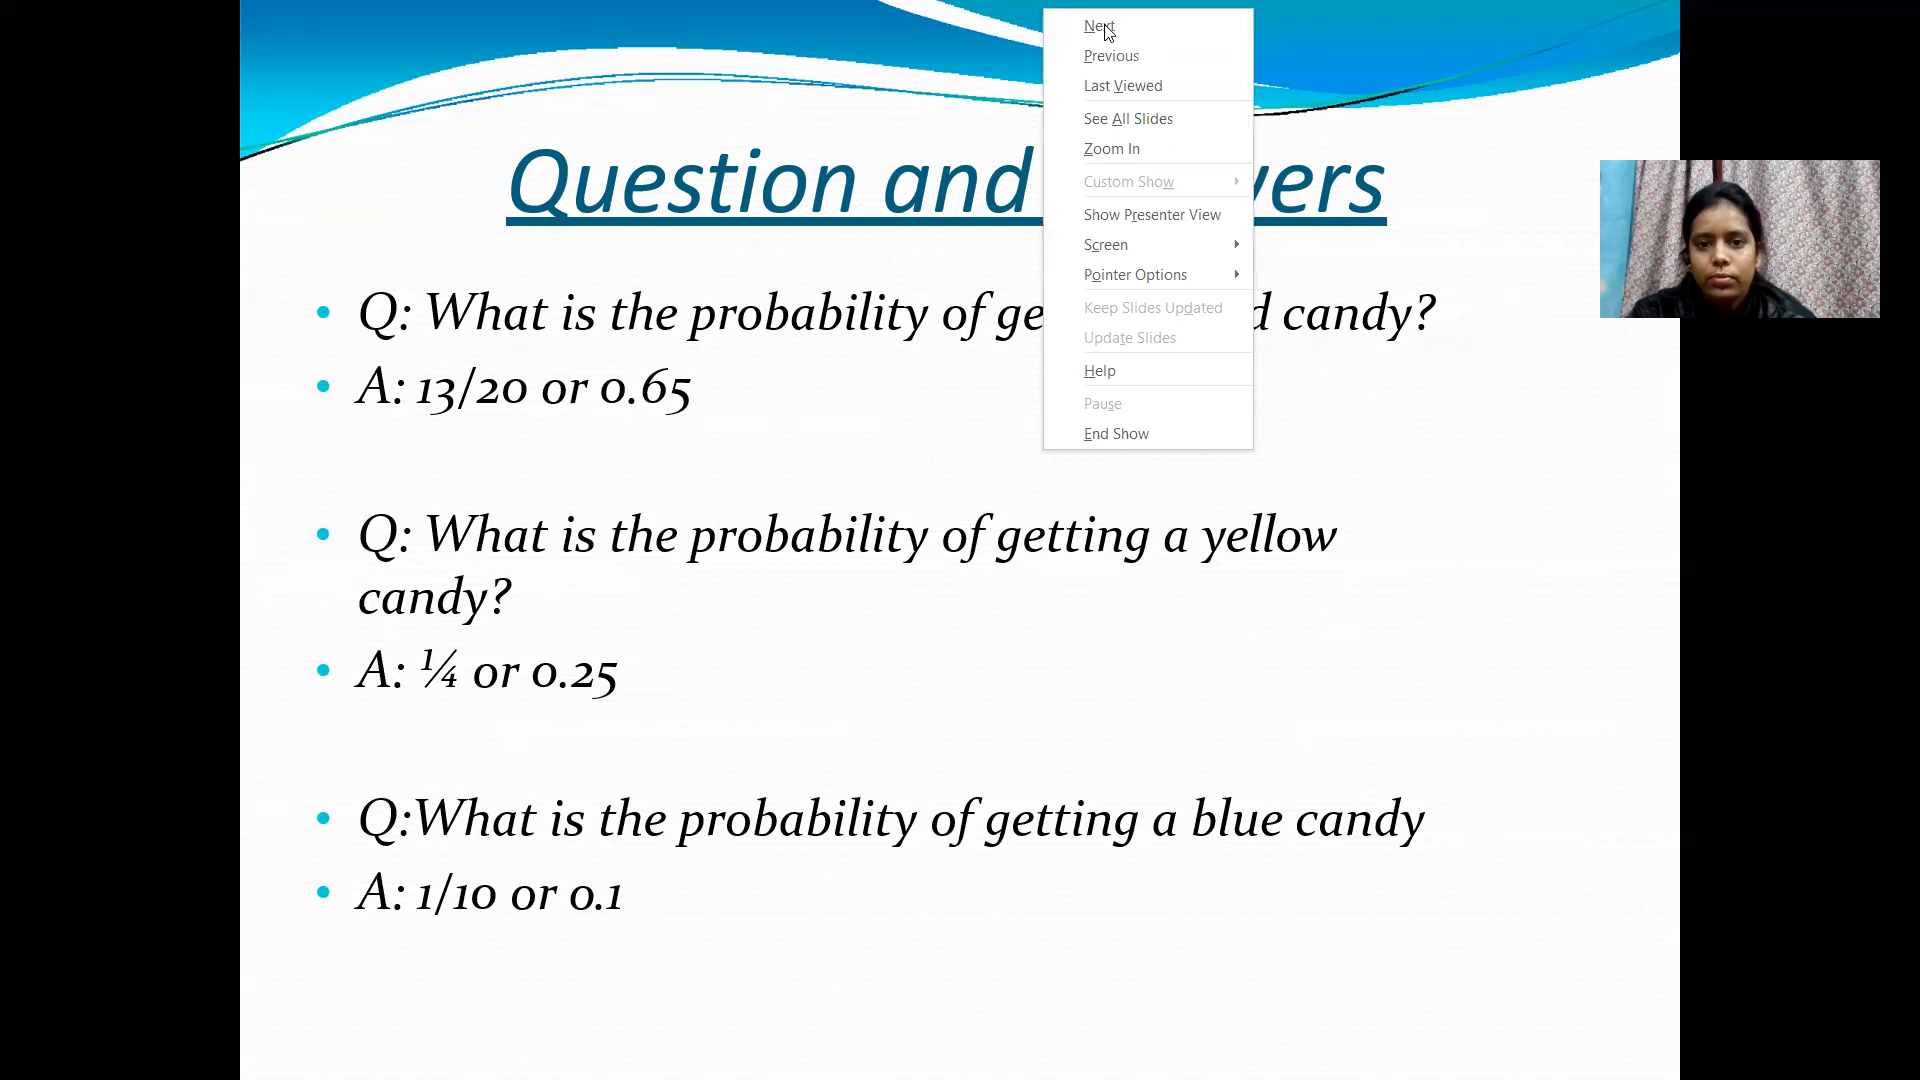 Next
Previous
Last Viewed
See All Slides
Zoom In
Custom Show
Show Presenter View
Screen
Pointer Options
Keep Slides Updated
Update Slides
Help
Pause
End Show
Question and
Q: What is the probability of candy?
A: 13/20 or 0.65
Q: What is the probability of getting a yellow
candy?
A: ¼ or 0.25
Q:What is the probability of getting a blue candy
A: 1/10 or 0.1